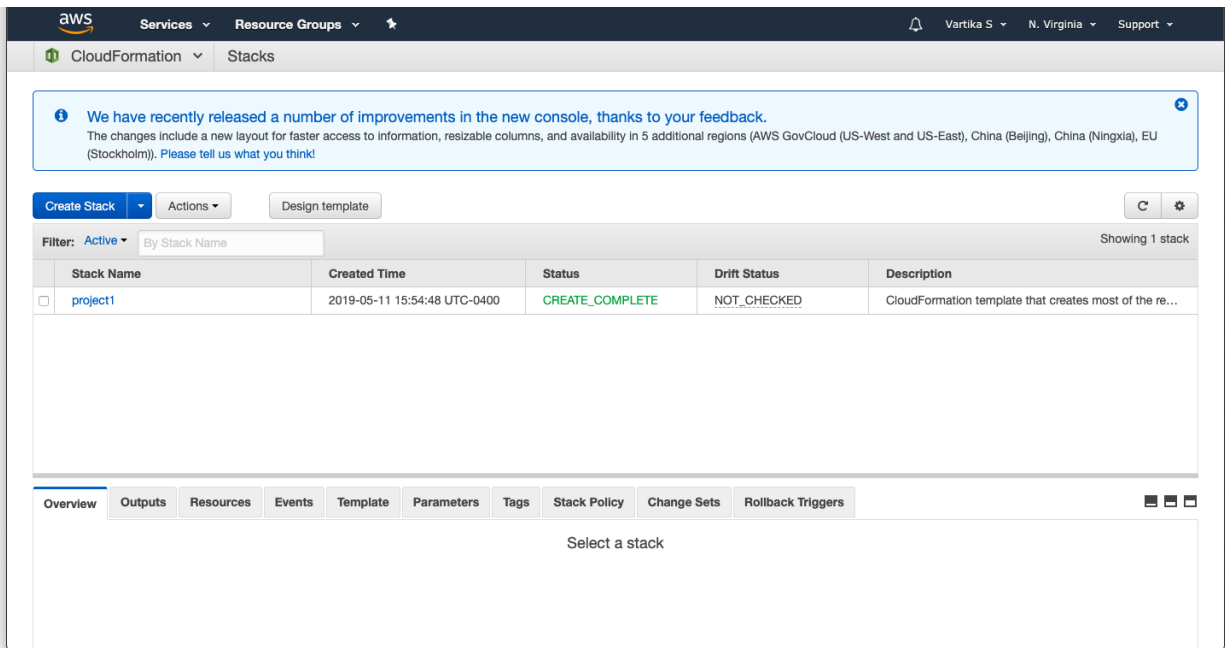 aws Services Resource Groups Vartika S N. Virginia Support
CloudFormation Stacks
We have recently released a number of improvements in the new console, thanks to your feedback.
The changes include a new layout for faster access to information, resizable columns, and availability in 5 additional regions (AWS GovCloud (US-West and US-East), China (Beijing), China (Ningxia), EU
(Stockholm)). Please tell us what you think!
Create Stack Actions Design template
Filter: Active By Stack Name Showing 1 stack
Stack Name Created Time Status Drift Status Description
project1 2019-05-11 15:54:48 UTC-0400 CREATE_COMPLETE NOT_CHECKED CloudFormation template that creates most of the re...
Overview Outputs Resources Events Template Parameters Tags Stack Policy Change Sets Rollback Triggers
Select a stack